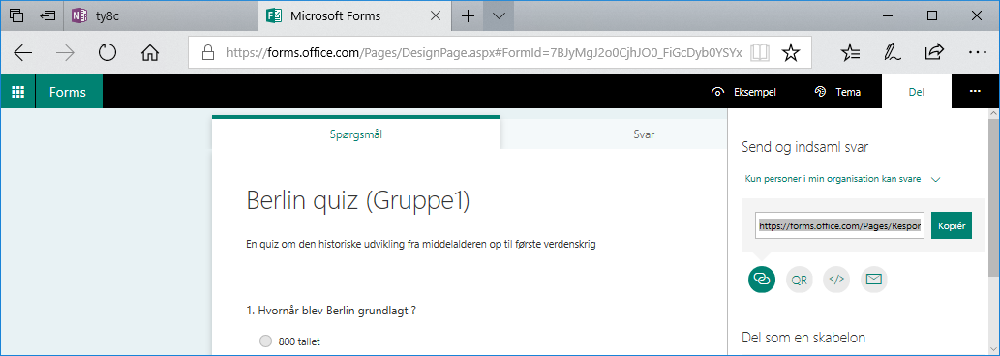 ty8c
Microsoft Forms
https://forms.office.com/Pages/DesignPage.aspx#FormId=7BJyMgJ2o0CjhJO0_FiGcDyb0YSYx
Forms
Eksempel
Tema
Del
Spørgsmål
Svar
Send og indsaml svar
Kun personer i min organisation kan svare
Berlin quiz (Gruppe1)
https://forms.office.com/Pages/Respor
Kopiér
En quiz om den historiske udvikling fra middelalderen op til første verdenskrig
QR
</>
1. Hvornår blev Berlin grundlagt ?
800 tallet
Del som en skabelon